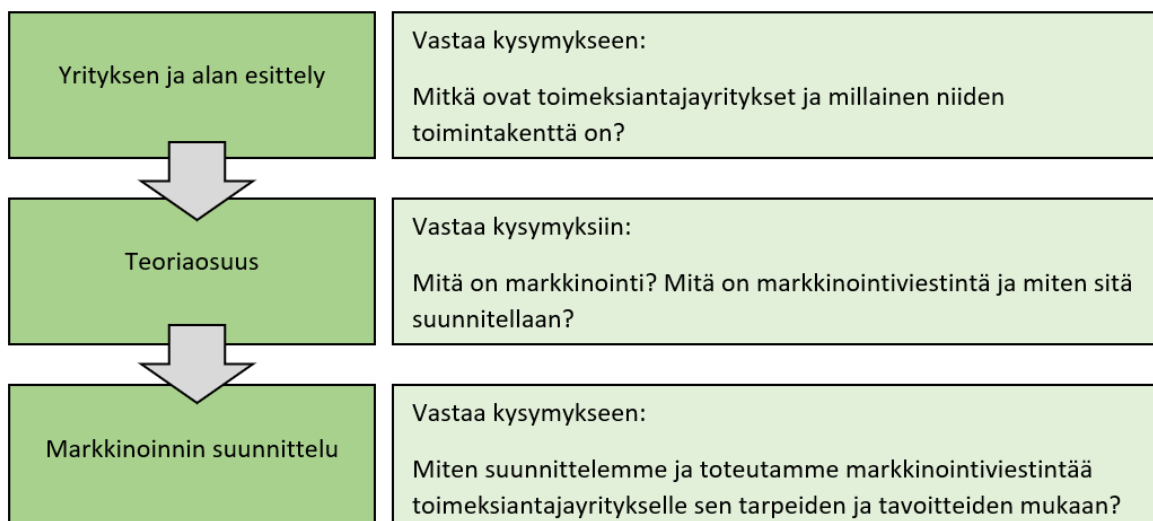 Yrityksen ja alan esittely
Vastaa kysymykseen:
Mitkä ovat toimeksiantajayritykset ja millainen niiden
toimintakenttä on?
Teoriaosuus
Vastaa kysymyksiin:
Mitä on markkinointi? Mitä on markkinointiviestintä ja miten sitä
suunnitellaan?
Markkinoinnin suunnittelu
Vastaa kysymykseen:
Miten suunnittelemme ja toteutamme markkinointiviestintää
toimeksiantajayritykselle sen tarpeiden ja tavoitteiden mukaan?